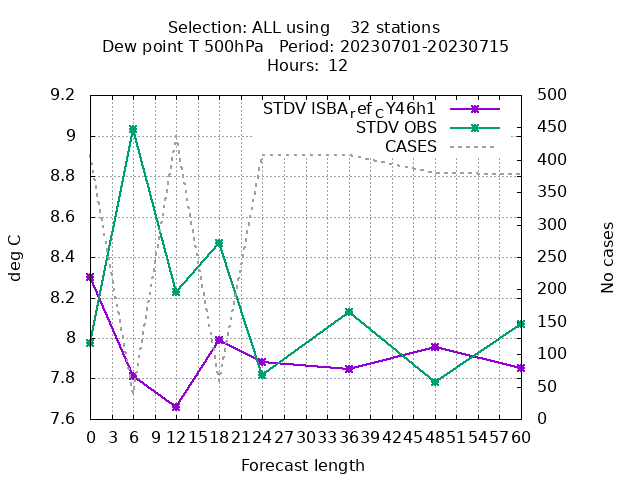 Selection: ALL using    32 stations
Dew point T 500hPa   Period: 20230701-20230715
Hours: 12
STDV ISBA_ref_CY46h1
STDV OBS
CASES
deg C
No cases
9.2
9
8.8
8.6
8.4
8.2
8
7.8
7.6
500
450
400
350
300
250
200
150
100
50
0
0 3 6 9 12 15 18 21 24 27 30 33 36 39 42 45 48 51 54 57 60
Forecast length